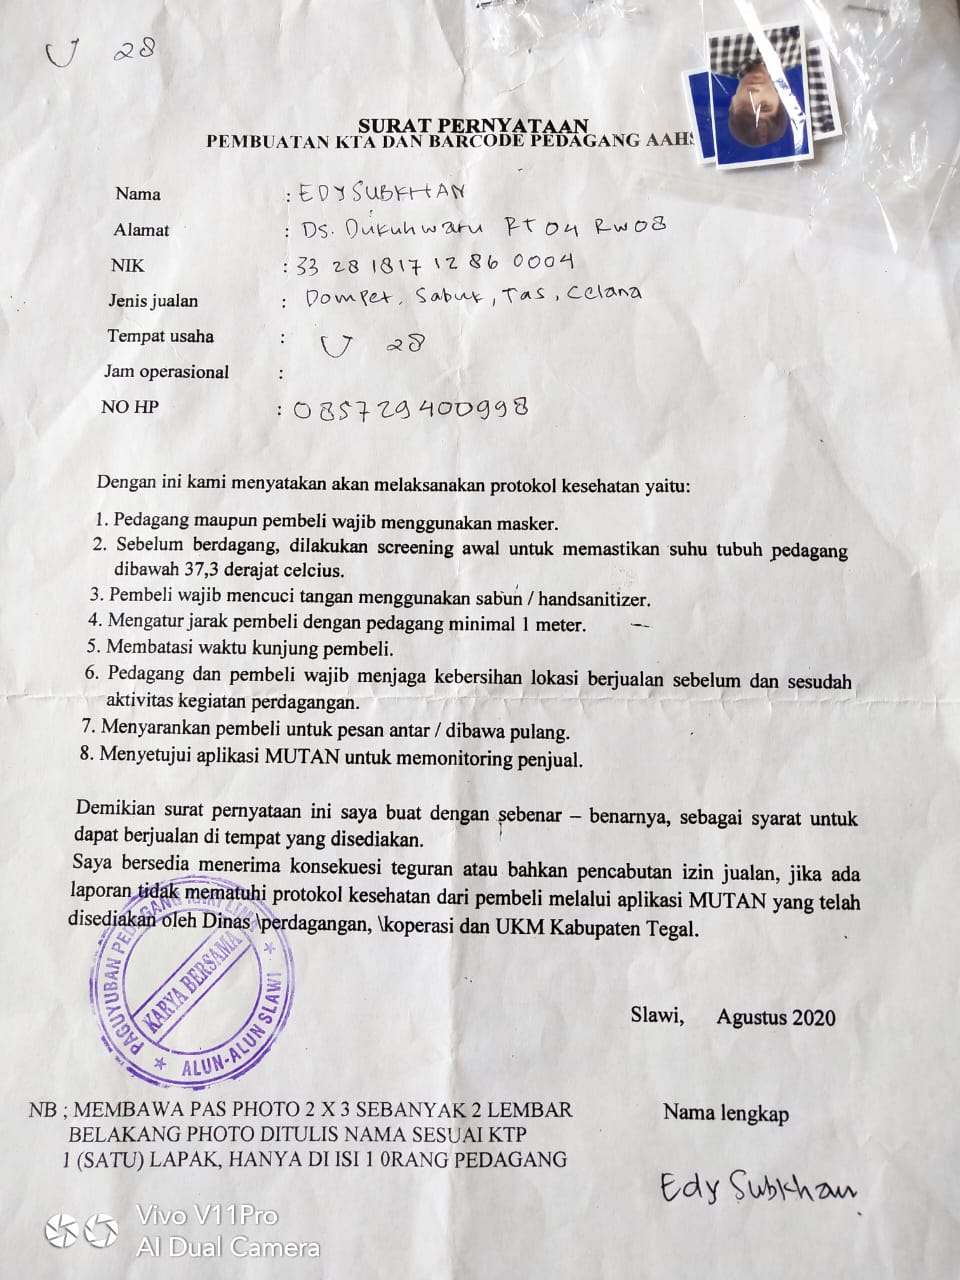 U 28
SURAT PERNYATAAN
PEMBUATAN KTA DAN BARCODE PEDAGANG AAHS
Nama : EDY SUBKHAN
Alamat : DS. Dukuhwaru RT 04 RW 08
NIK : 33 28 1817 12 86 0004
Jenis jualan : Dompet, Sabuk, Tas, Celana
Tempat usaha : U 28
Jam operasional :
NO HP : 085729400998
Dengan ini kami menyatakan akan melaksanakan protokol kesehatan yaitu:
1. Pedagang maupun pembeli wajib menggunakan masker.
2. Sebelum berdagang, dilakukan screening awal untuk memastikan suhu tubuh pedagang
dibawah 37,3 derajat celcius.
3. Pembeli wajib mencuci tangan menggunakan sabun / handsanitizer.
4. Mengatur jarak pembeli dengan pedagang minimal 1 meter.
5. Membatasi waktu kunjung pembeli.
6. Pedagang dan pembeli wajib menjaga kebersihan lokasi berjualan sebelum dan sesudah
aktivitas kegiatan perdagangan.
7. Menyarankan pembeli untuk pesan antar / dibawa pulang.
8. Menyetujui aplikasi MUTAN untuk memonitoring penjual.
Demikian surat pernyataan ini saya buat dengan sebenar – benarnya, sebagai syarat untuk
dapat berjualan di tempat yang disediakan.
Saya bersedia menerima konsekuesi teguran atau bahkan pencabutan izin jualan, jika ada
laporan tidak mematuhi protokol kesehatan dari pembeli melalui aplikasi MUTAN yang telah
disediakan oleh Dinas \perdagangan, \koperasi dan UKM Kabupaten Tegal.
PAGUYUBAN PEDAGANG KAKI LIMA
KARYA BERSAMA
ALUN-ALUN SLAWI
Slawi, Agustus 2020
NB ; MEMBAWA PAS PHOTO 2 X 3 SEBANYAK 2 LEMBAR
BELAKANG PHOTO DITULIS NAMA SESUAI KTP
1 (SATU) LAPAK, HANYA DI ISI 1 0RANG PEDAGANG
Nama lengkap
Edy Subkhan
Vivo V11Pro
AI Dual Camera